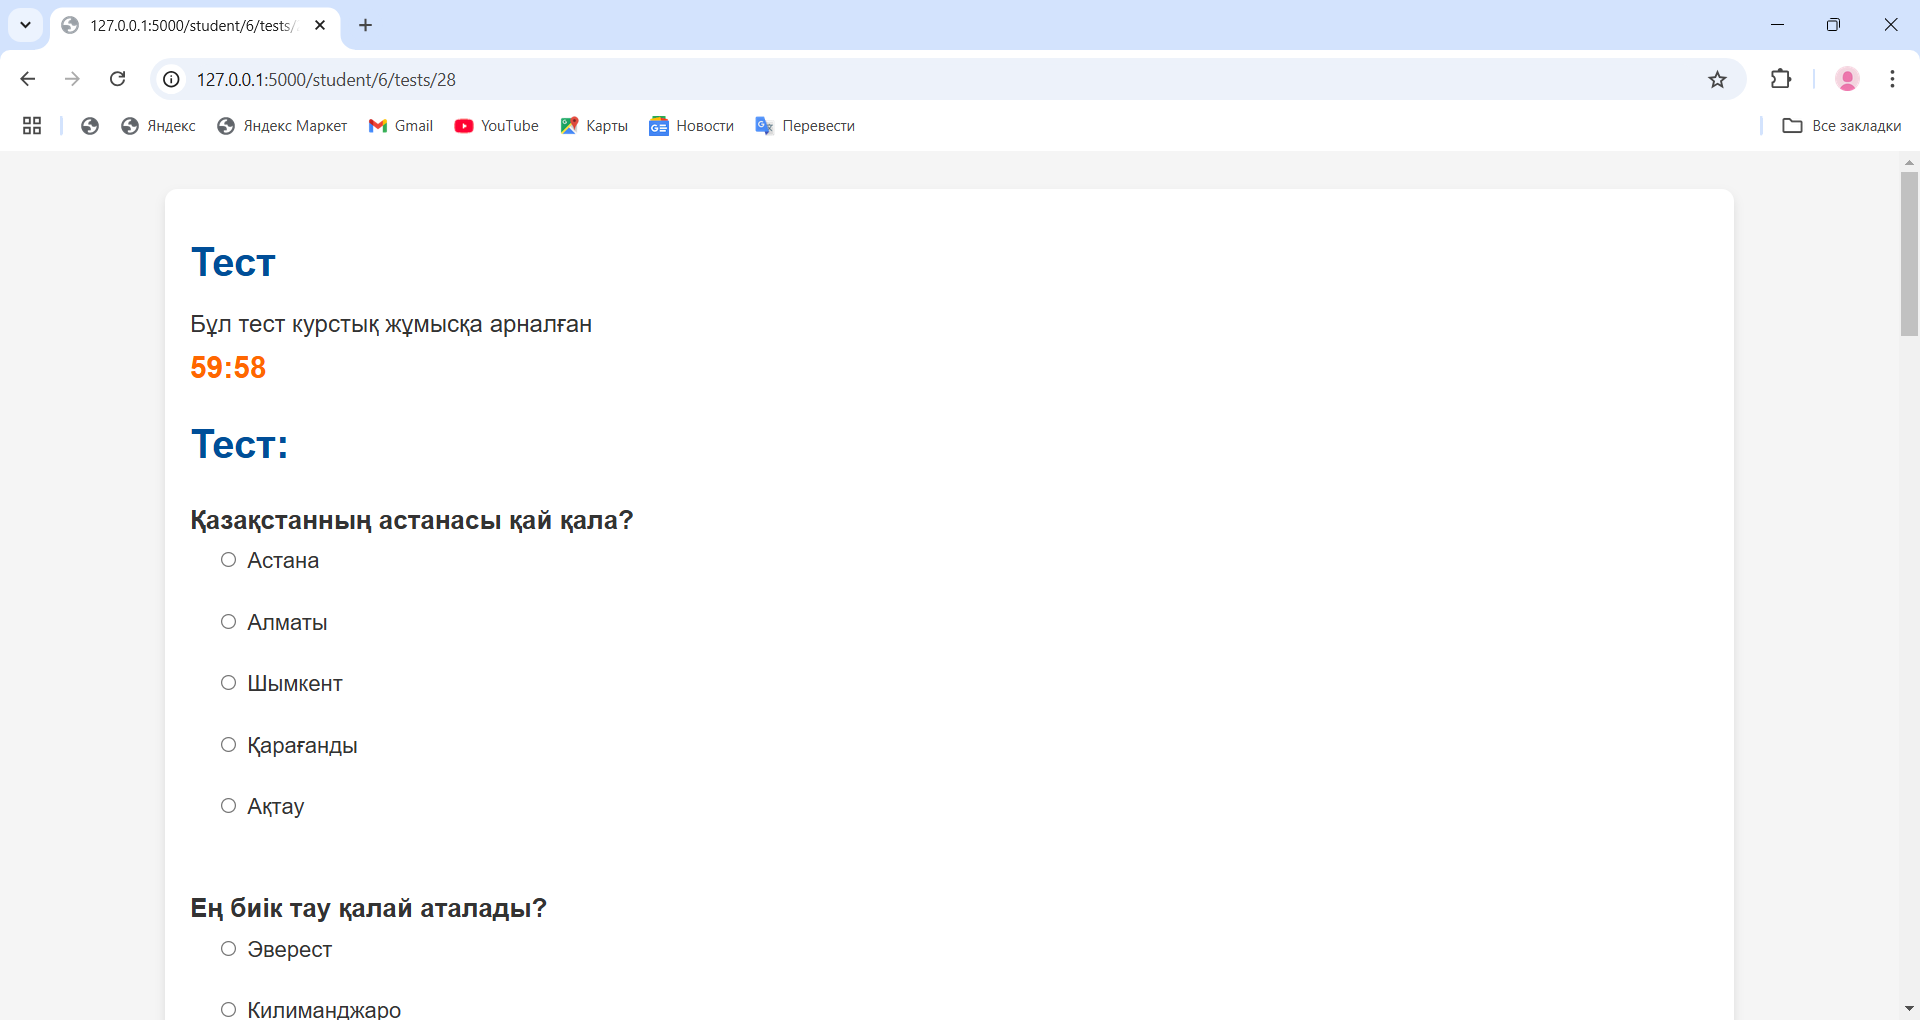 127.0.0.1:5000/student/6/tests/
127.0.0.1:5000/student/6/tests/28
Яндекс
Яндекс Маркет
Gmail
YouTube
Карты
Новости
Перевести
Все закладки
Тест
Бұл тест курстық жұмысқа арналған
59:58
Тест:
Қазақстанның астанасы қай қала?
Астана
Алматы
Шымкент
Қарағанды
Ақтау
Ең биік тау қалай аталады?
Эверест
Килиманджаро